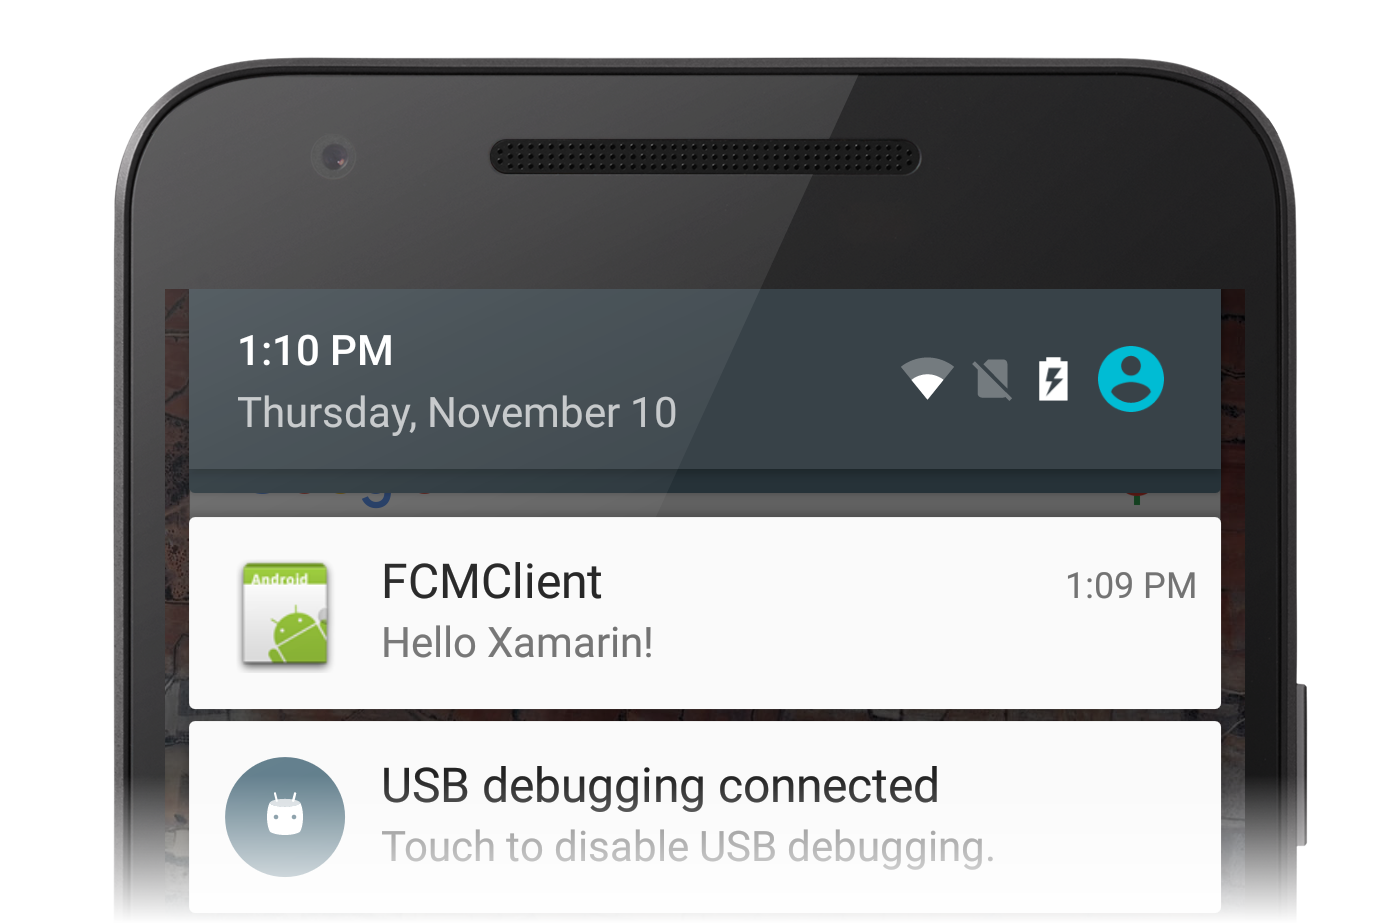 1:10 PM
Thursday, November 10
Android
FCMClient
1:09 PM
Hello Xamarin!
USB debugging connected
Touch to disable USB debugging.